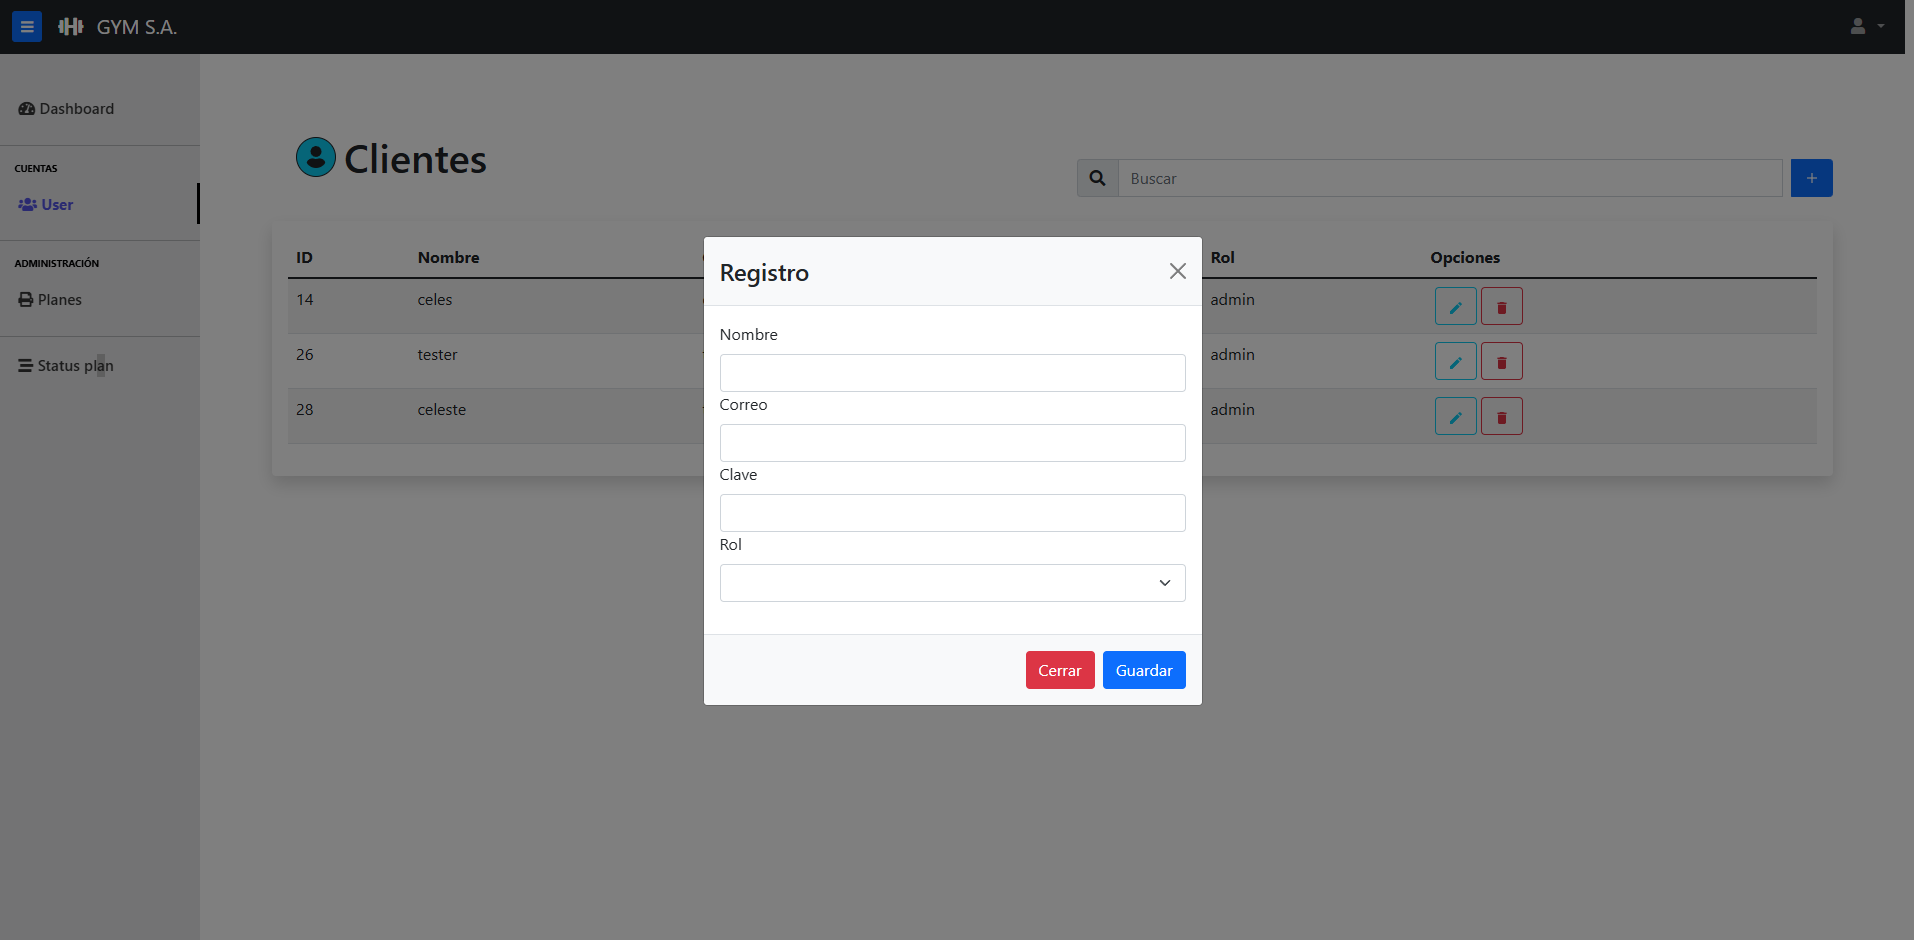 GYM S.A.
Dashboard
CUENTAS
User
ADMINISTRACIÓN
Planes
Status plan
Clientes
Buscar
+
ID Nombre Rol Opciones
14 celes admin
26 tester admin
28 celeste admin
Registro
Nombre
Correo
Clave
Rol
Cerrar Guardar